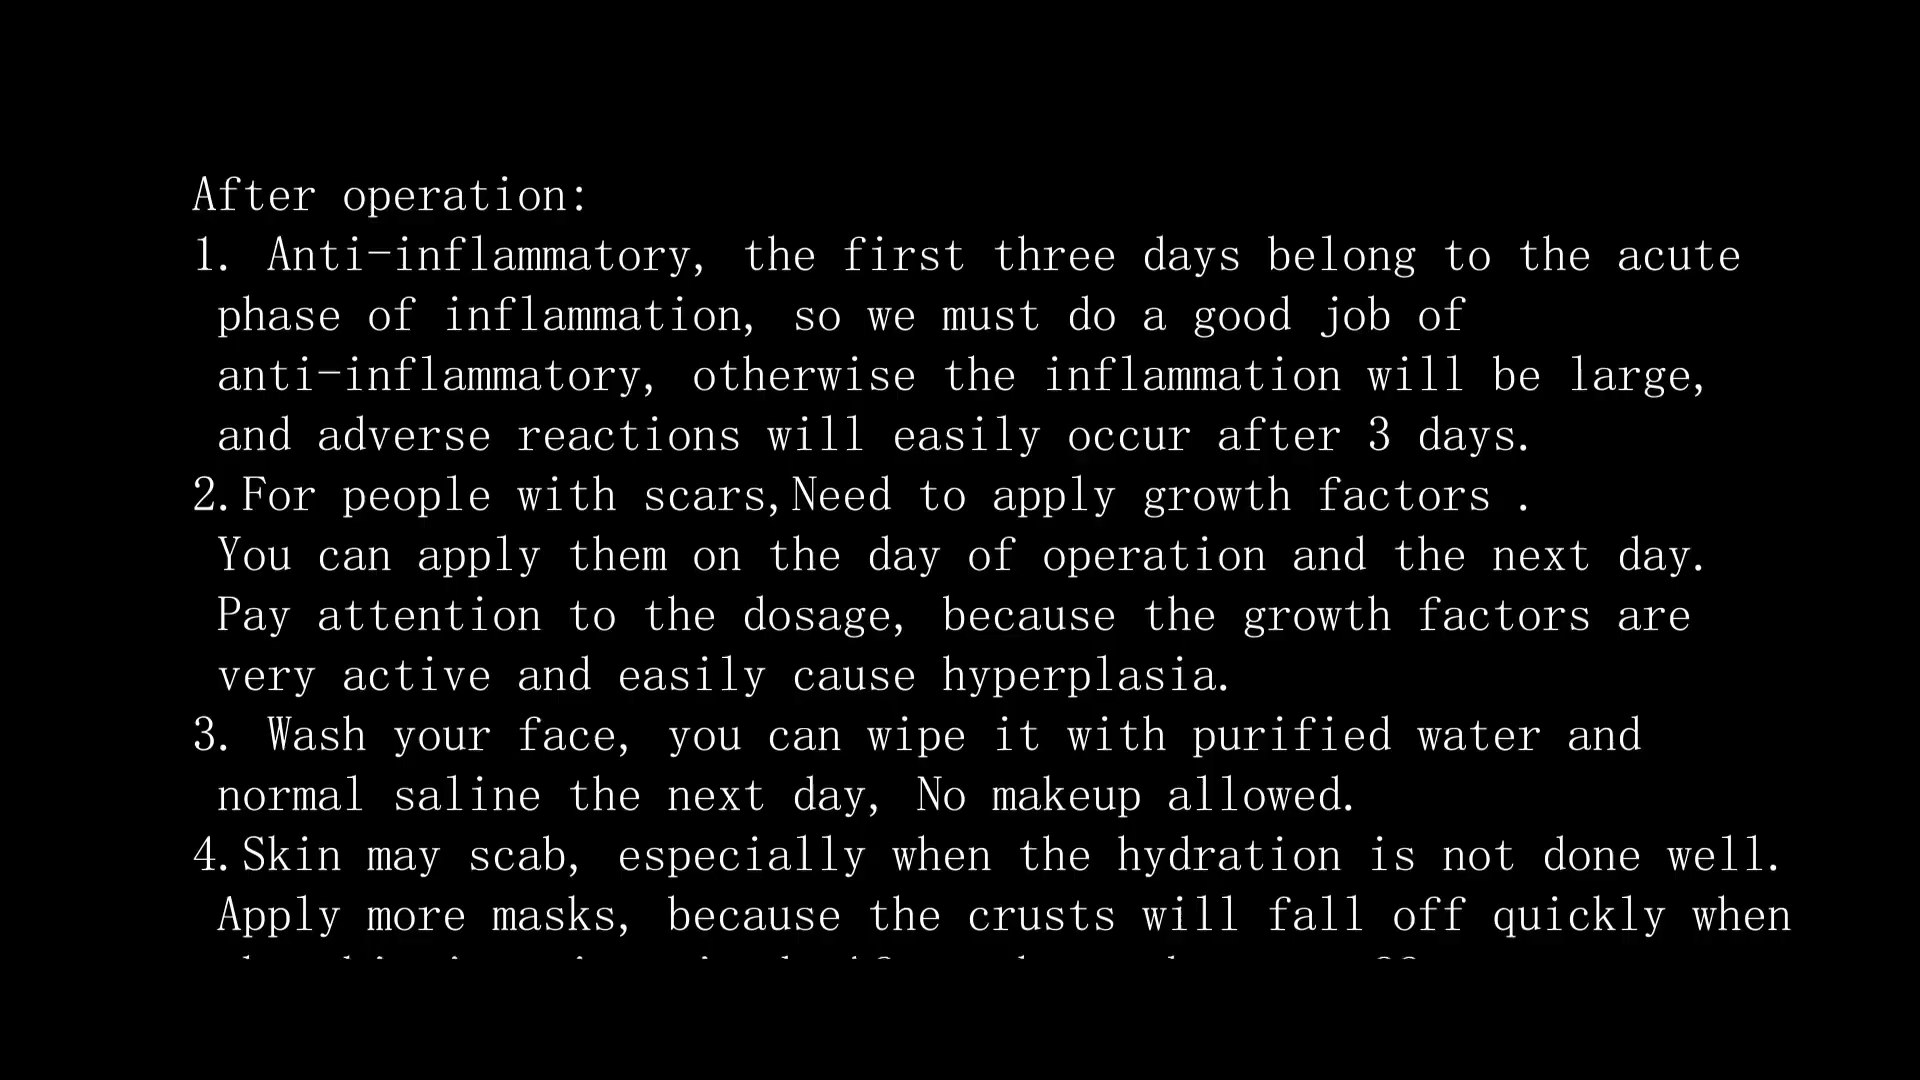 After operation:
1. Anti-inflammatory, the first three days belong to the acute
phase of inflammation, so we must do a good job of
anti-inflammatory, otherwise the inflammation will be large,
and adverse reactions will easily occur after 3 days.
2.For people with scars,Need to apply growth factors .
You can apply them on the day of operation and the next day.
Pay attention to the dosage, because the growth factors are
very active and easily cause hyperplasia.
3. Wash your face, you can wipe it with purified water and
normal saline the next day, No makeup allowed.
4.Skin may scab, especially when the hydration is not done well.
Apply more masks, because the crusts will fall off quickly when